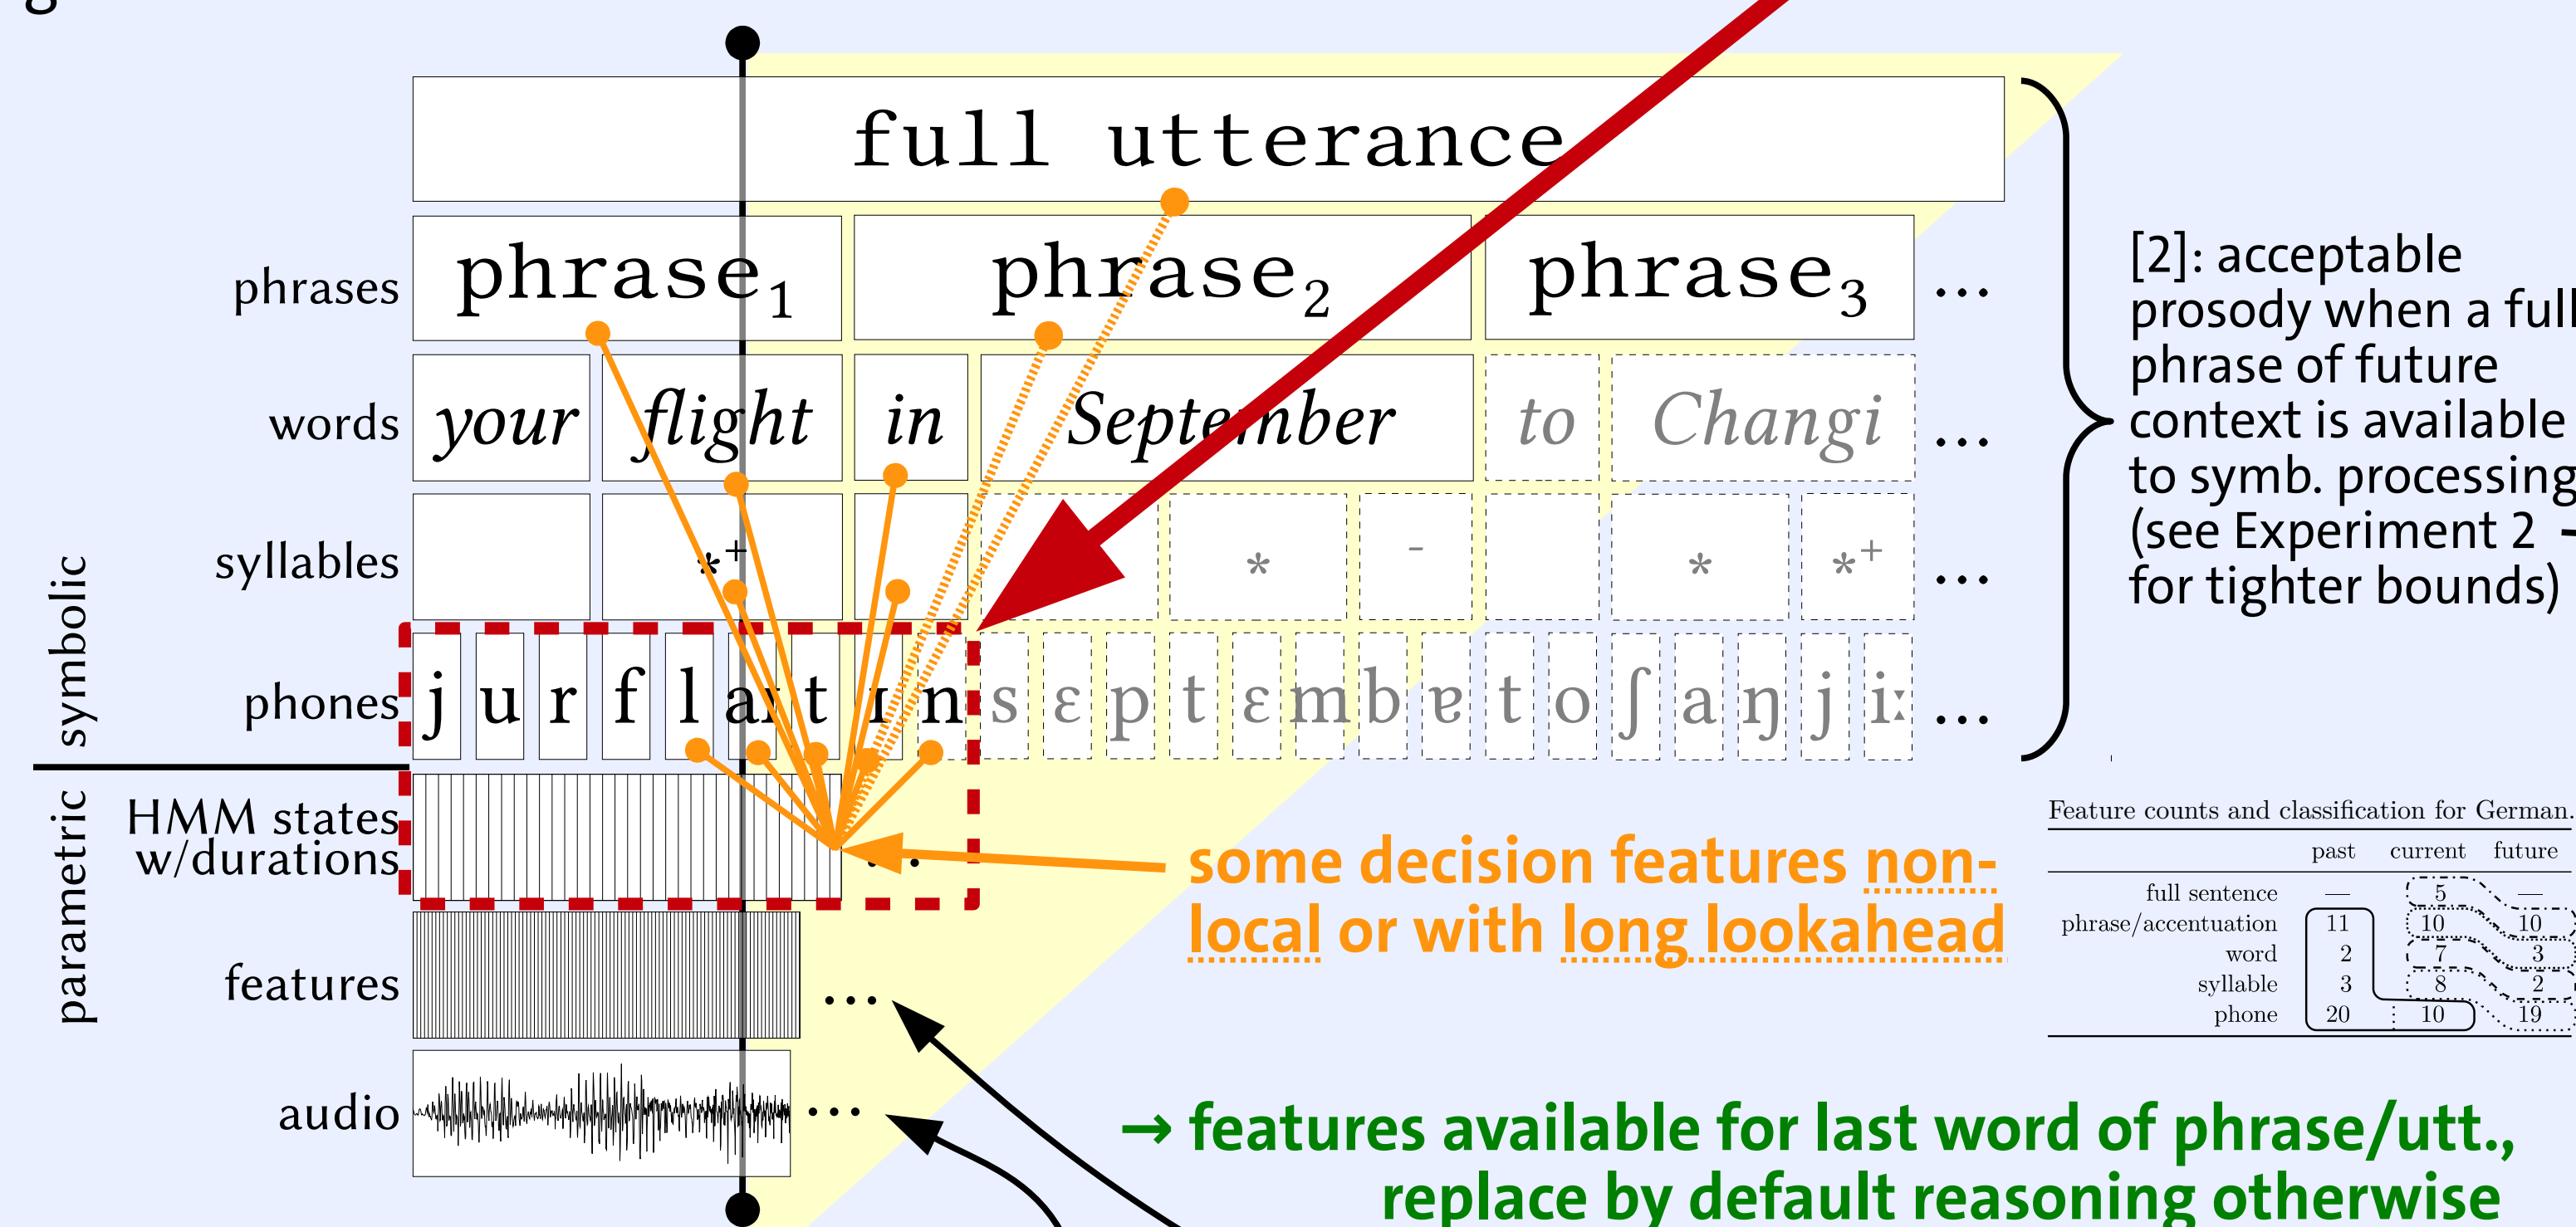 g
full utterance
phrases phrase1 phrase2 phrase3 ...
words your flight in September to Changi ...
syllables *+ * - * *+ ...
phones j u r f l aɪ t ɪ n s ɛ p t ɛ m b ɐ t o ʃ a ŋ j iː ...
symbolic
parametric
HMM states
w/durations ...
features ...
audio ...
[2]: acceptable
prosody when a full
phrase of future
context is available
to symb. processing
(see Experiment 2
for tighter bounds)
some decision features non-
local or with long lookahead
Feature counts and classification for German.
past current future
full sentence — 5 —
phrase/accentuation 11 10 10
word 2 7 3
syllable 3 8 2
phone 20 10 19
→ features available for last word of phrase/utt.,
replace by default reasoning otherwise